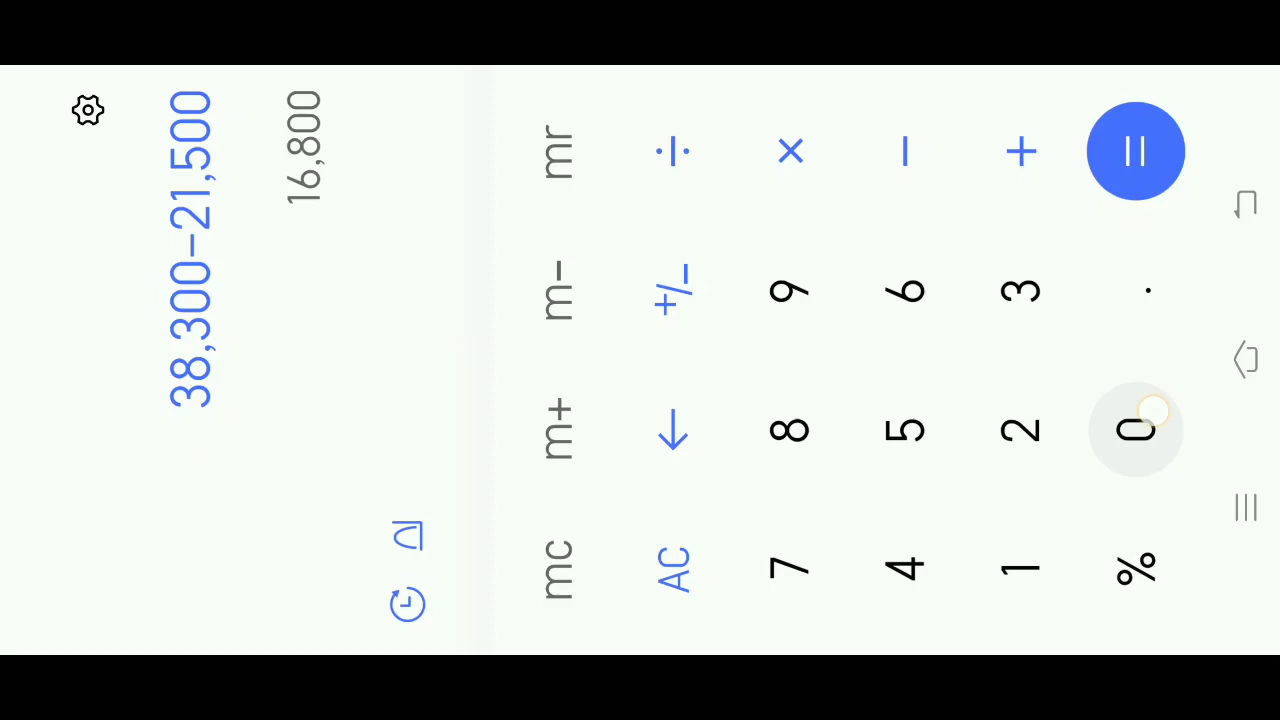 38,300−21,500
16,800
mc m+ m− mr
AC +/− ÷
7 8 9 ×
4 5 6 −
1 2 3 +
% 0 . =